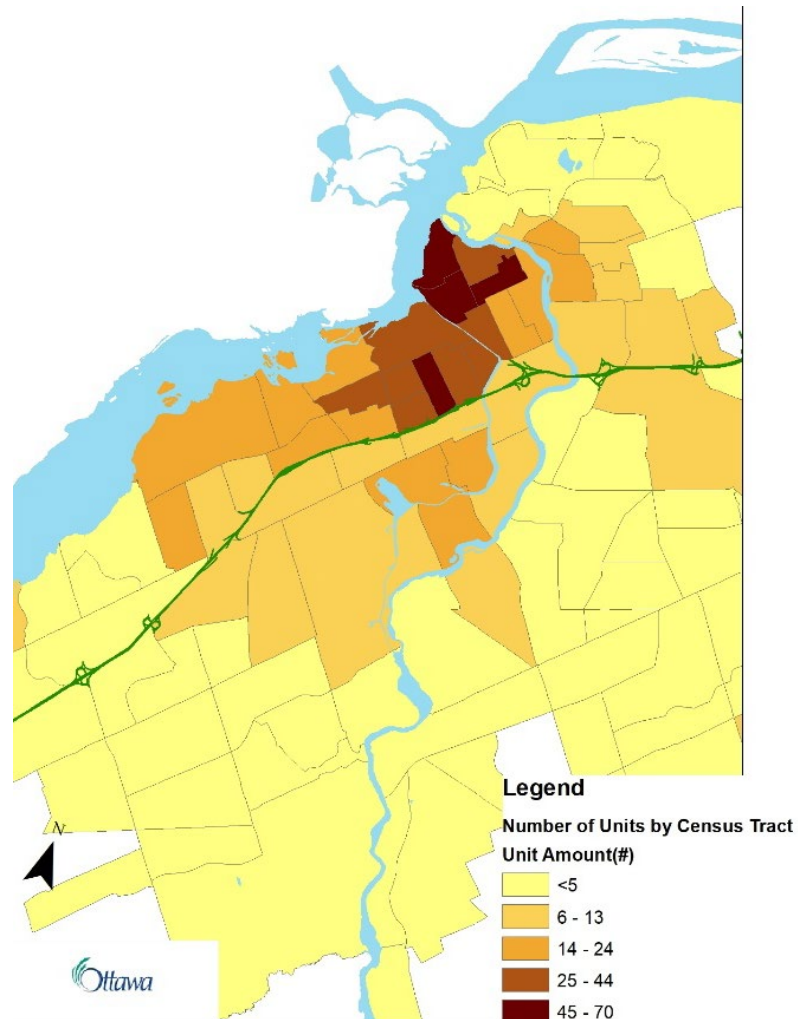 Legend
Number of Units by Census Tract
Unit Amount(#)
<5
6 - 13
14 - 24
25 - 44
45 - 70
N
Ottawa